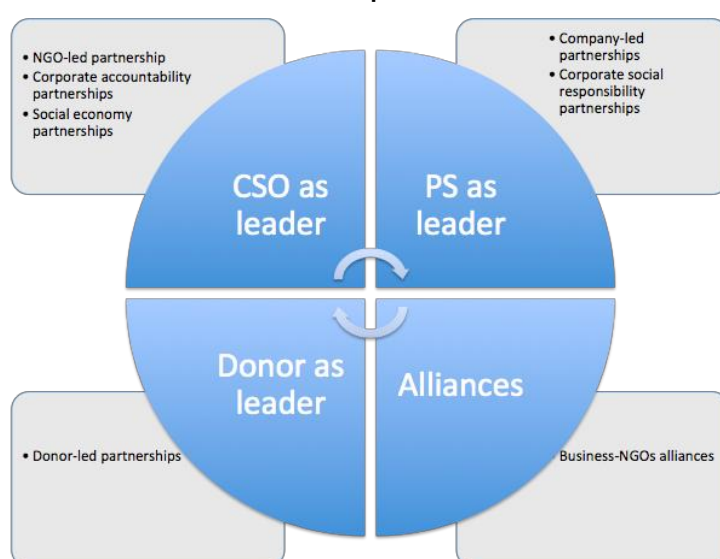 • NGO-led partnership
• Corporate accountability
partnerships
• Social economy
partnerships
• Company-led
partnerships
• Corporate social
responsibility
partnerships
CSO as
leader
PS as
leader
Donor as
leader
Alliances
• Donor-led partnerships
Business-NGOs alliances